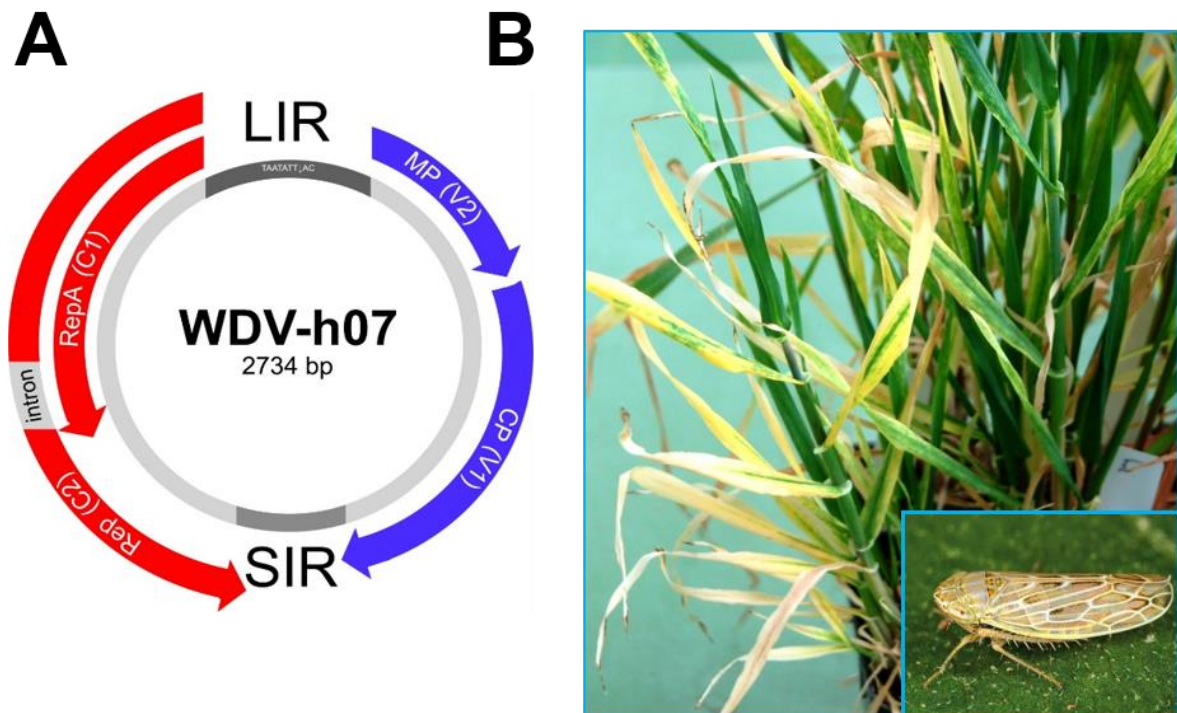 A
B
LIR
TAATATT↓AC
MP (V2)
RepA (C1)
WDV-h07
2734 bp
intron
CP (V1)
Rep (C2)
SIR